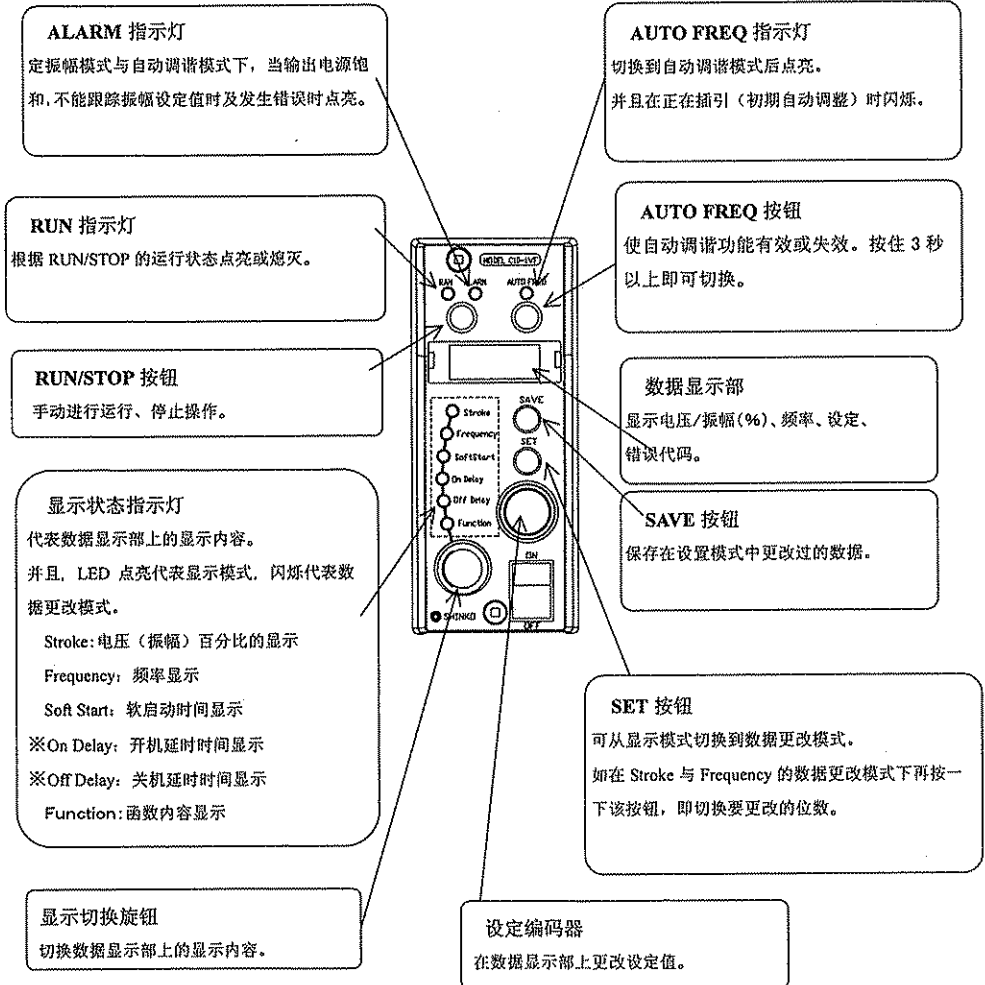 ALARM 指示灯
定振幅模式与自动调谐模式下，当输出电源饱
和，不能跟踪振幅设定值时及发生错误时点亮。
AUTO FREQ 指示灯
切换到自动调谐模式后点亮。
并且在正在插引（初期自动调整）时闪烁。
RUN 指示灯
根据 RUN/STOP 的运行状态点亮或熄灭。
AUTO FREQ 按钮
使自动调谐功能有效或失效。按住 3 秒
以上即可切换。
RUN/STOP 按钮
手动进行运行、停止操作。
数据显示部
显示电压/振幅(%)、频率、设定、
错误代码。
MODEL C10-1VF
RAN ALARM AUTO FREQ
SAVE
SET
Stroke
Frequency
SoftStart
On Delay
Off Delay
Function
ON
OFF
SHINKO
显示状态指示灯
代表数据显示部上的显示内容。
并且，LED 点亮代表显示模式，闪烁代表数
据更改模式。
Stroke:电压（振幅）百分比的显示
Frequency：频率显示
Soft Start：软启动时间显示
※On Delay：开机延时时间显示
※Off Delay：关机延时时间显示
Function:函数内容显示
SAVE 按钮
保存在设置模式中更改过的数据。
SET 按钮
可从显示模式切换到数据更改模式。
如在 Stroke 与 Frequency 的数据更改模式下再按一
下该按钮，即切换要更改的位数。
显示切换旋钮
切换数据显示部上的显示内容。
设定编码器
在数据显示部上更改设定值。